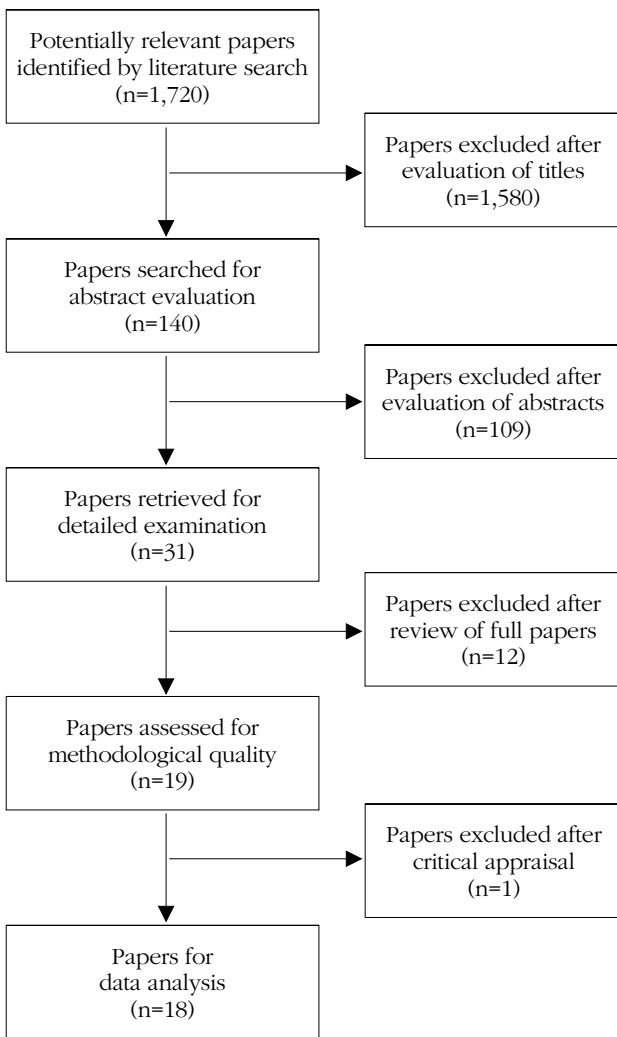 Potentially relevant papers
identified by literature search
(n=1,720)
Papers excluded after
evaluation of titles
(n=1,580)
Papers searched for
abstract evaluation
(n=140)
Papers excluded after
evaluation of abstracts
(n=109)
Papers retrieved for
detailed examination
(n=31)
Papers excluded after
review of full papers
(n=12)
Papers assessed for
methodological quality
(n=19)
Papers excluded after
critical appraisal
(n=1)
Papers for
data analysis
(n=18)